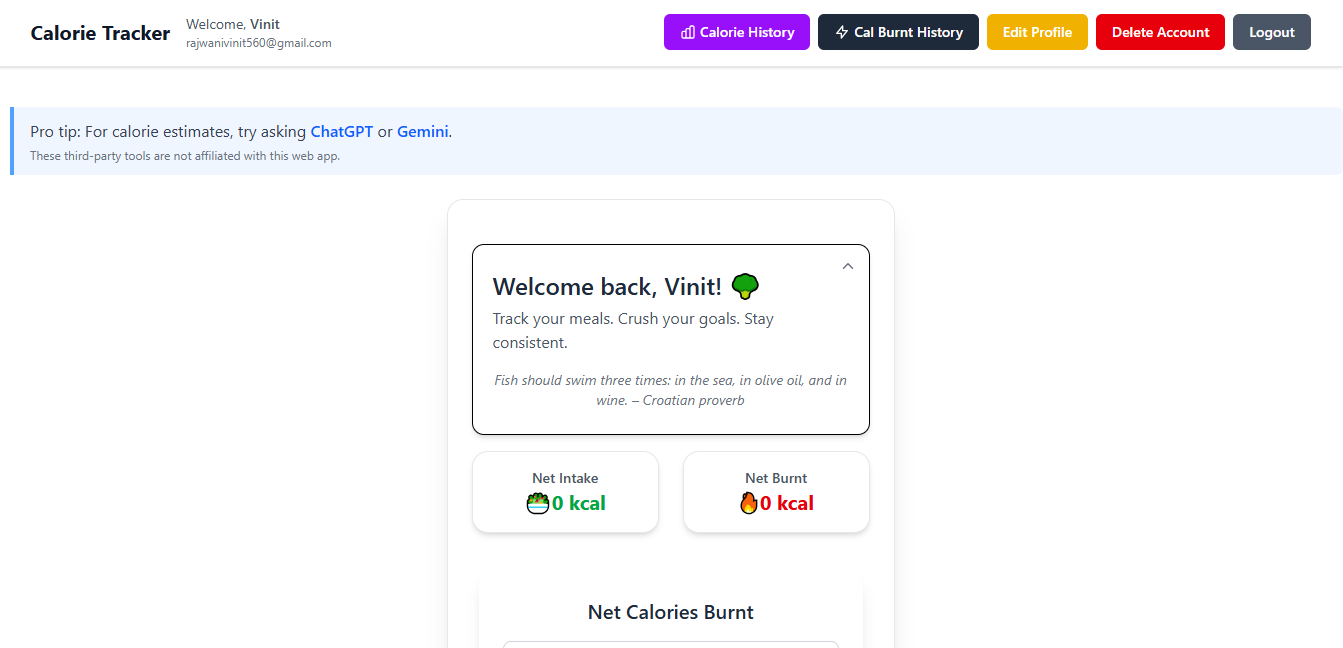 Calorie Tracker
Welcome, Vinit
rajwanivinit560@gmail.com
Calorie History
Cal Burnt History
Edit Profile
Delete Account
Logout
Pro tip: For calorie estimates, try asking ChatGPT or Gemini.
These third-party tools are not affiliated with this web app.
Welcome back, Vinit!
Track your meals. Crush your goals. Stay
consistent.
Fish should swim three times: in the sea, in olive oil, and in
wine. – Croatian proverb
Net Intake
0 kcal
Net Burnt
0 kcal
Net Calories Burnt